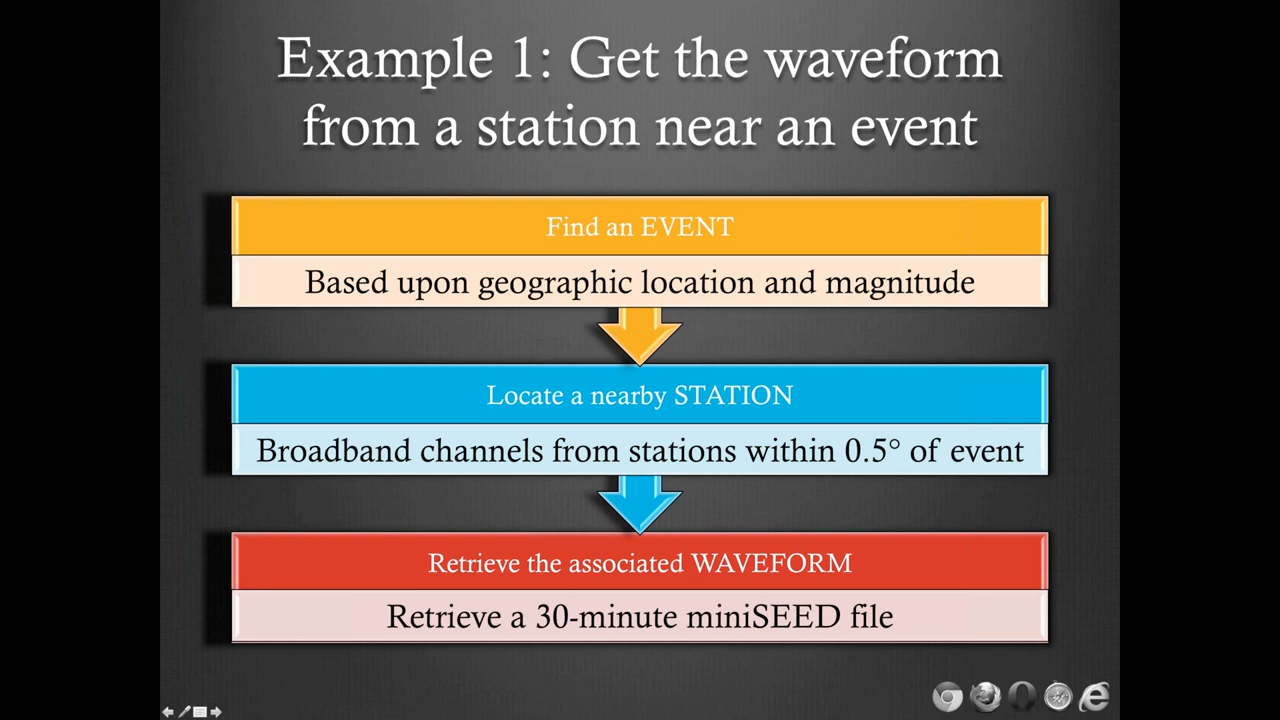 Example 1: Get the waveform
from a station near an event
Find an EVENT
Based upon geographic location and magnitude
Locate a nearby STATION
Broadband channels from stations within 0.5° of event
Retrieve the associated WAVEFORM
Retrieve a 30-minute miniSEED file